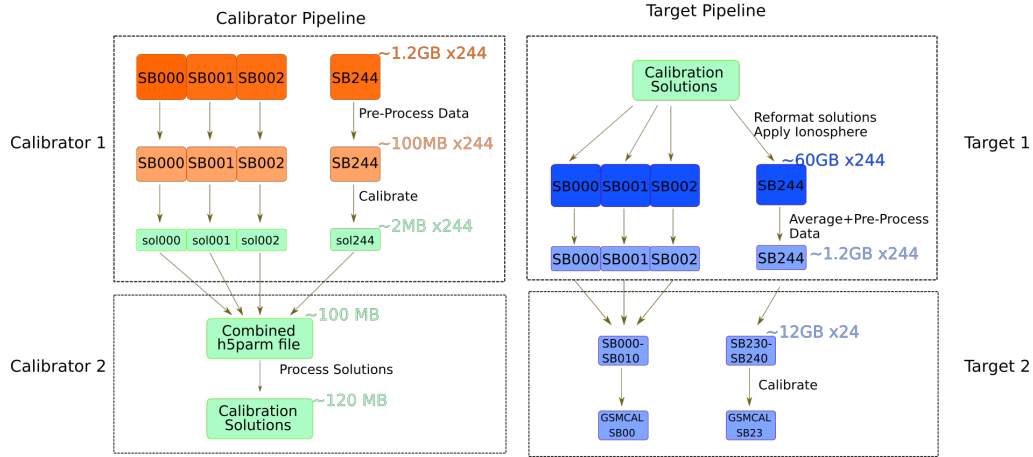 Calibrator Pipeline
Target Pipeline
Calibrator 1
SB000 SB001 SB002 SB244
~1.2GB x244
Pre-Process Data
SB000 SB001 SB002 SB244
~100MB x244
Calibrate
sol000 sol001 sol002 sol244
~2MB x244
Calibrator 2
Combined
h5parm file
~100 MB
Process Solutions
Calibration
Solutions
~120 MB
Target 1
Calibration
Solutions
Reformat solutions
Apply Ionosphere
~60GB x244
SB000 SB001 SB002 SB244
Average+Pre-Process
Data
SB000 SB001 SB002 SB244
~1.2GB x244
Target 2
~12GB x24
SB000-
SB010
SB230-
SB240
Calibrate
GSMCAL
SB00
GSMCAL
SB23